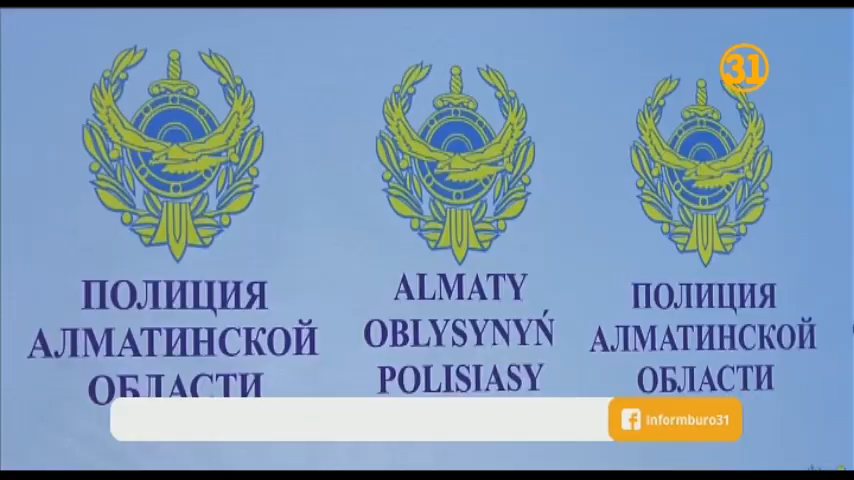 31
ПОЛИЦИЯ
АЛМАТИНСКОЙ
ОБЛАСТИ
ALMATY
OBLYSYNYŃ
POLISIASY
ПОЛИЦИЯ
АЛМАТИНСКОЙ
ОБЛАСТИ
informburo31